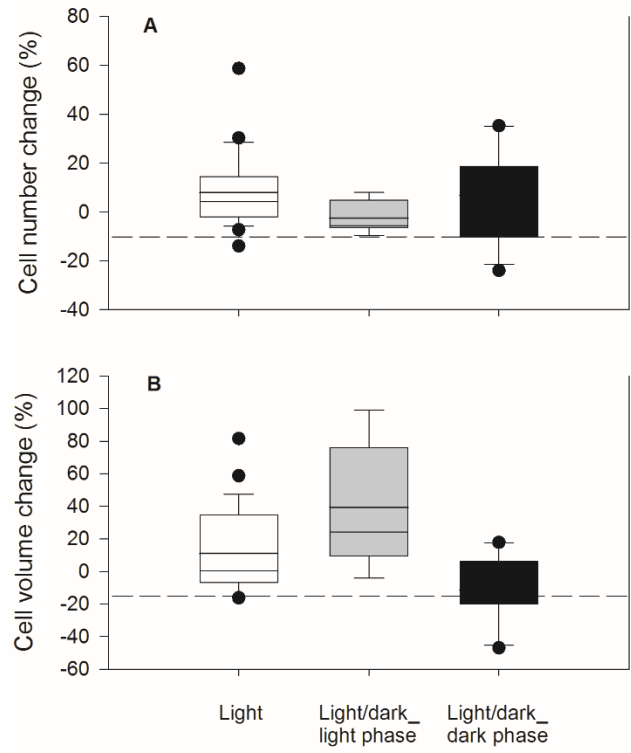 A
Cell number change (%)
80
60
40
20
0
-20
-40
B
Cell volume change (%)
120
100
80
60
40
20
0
-20
-40
-60
Light
Light/dark_
light phase
Light/dark_
dark phase